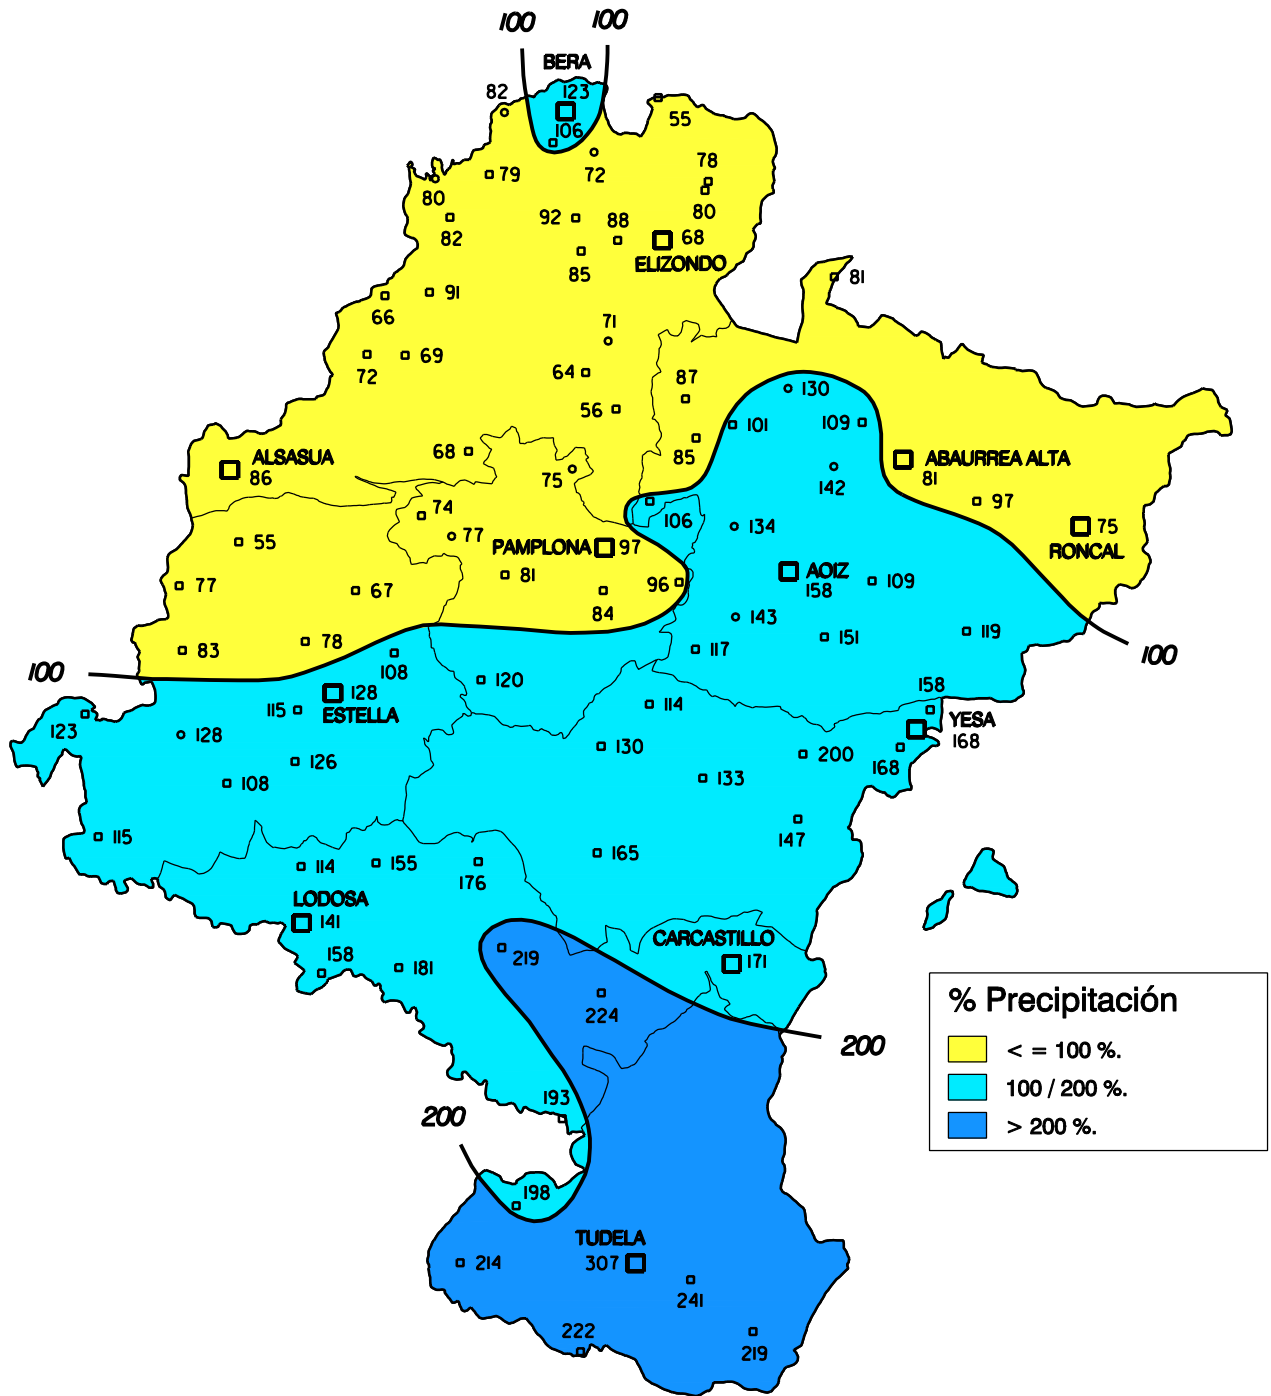 100 100
BERA
82 123
55
106
79 72 78
80 80
82 92 88 68
85 ELIZONDO
81
66 91
71
72 69
64
87 130
56 101 109
85
68
ALSASUA 75 ABAURREA ALTA
86 142 81
97
74 106
77 134 75
55 PAMPLONA 97 RONCAL
81 96 AOIZ 109
77 67 84 158
143
78 151 119
83 108 117 100
100
120
128 158
115 ESTELLA 114 YESA
123 128 168
130 200 168
126
108 133
115 147
165
114 155
176
LODOSA
141 CARCASTILLO
219 171
158 181
224
200
193
200
198
TUDELA
214 307
241
222
219
% Precipitación
< = 100 %.
100 / 200 %.
> 200 %.